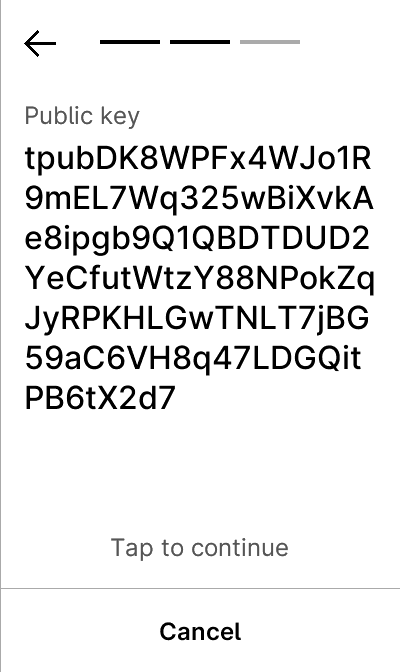 Public key
tpubDK8WPFx4WJo1R
9mEL7Wq325wBiXvkA
e8ipgb9Q1QBDTDUD2
YeCfutWtzY88NPokZq
JyRPKHLGwTNLT7jBG
59aC6VH8q47LDGQit
PB6tX2d7
Tap to continue
Cancel